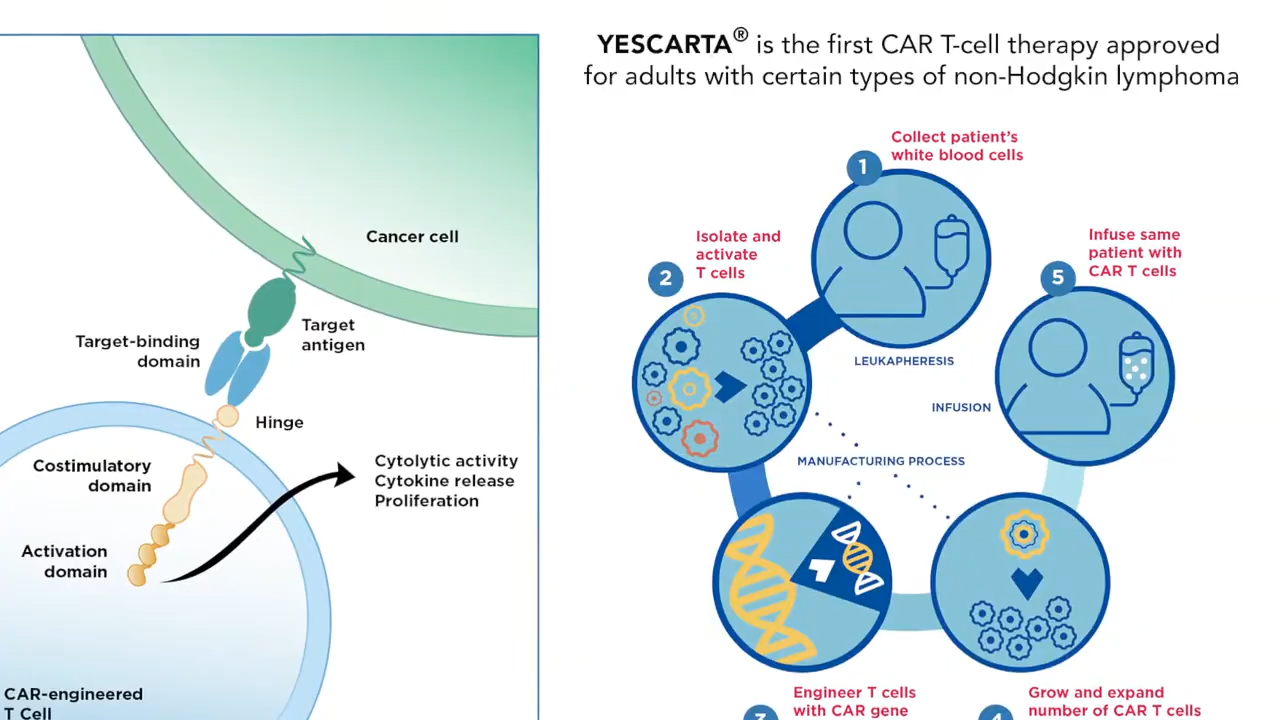 YESCARTA® is the first CAR T-cell therapy approved
for adults with certain types of non-Hodgkin lymphoma
Cancer cell
Target
antigen
Target-binding
domain
Hinge
Costimulatory
domain
Cytolytic activity
Cytokine release
Proliferation
Activation
domain
CAR-engineered
T Cell
1
Collect patient's
white blood cells
LEUKAPHERESIS
2
Isolate and
activate
T cells
MANUFACTURING PROCESS
3
Engineer T cells
with CAR gene
4
Grow and expand
number of CAR T cells
5
Infuse same
patient with
CAR T cells
INFUSION